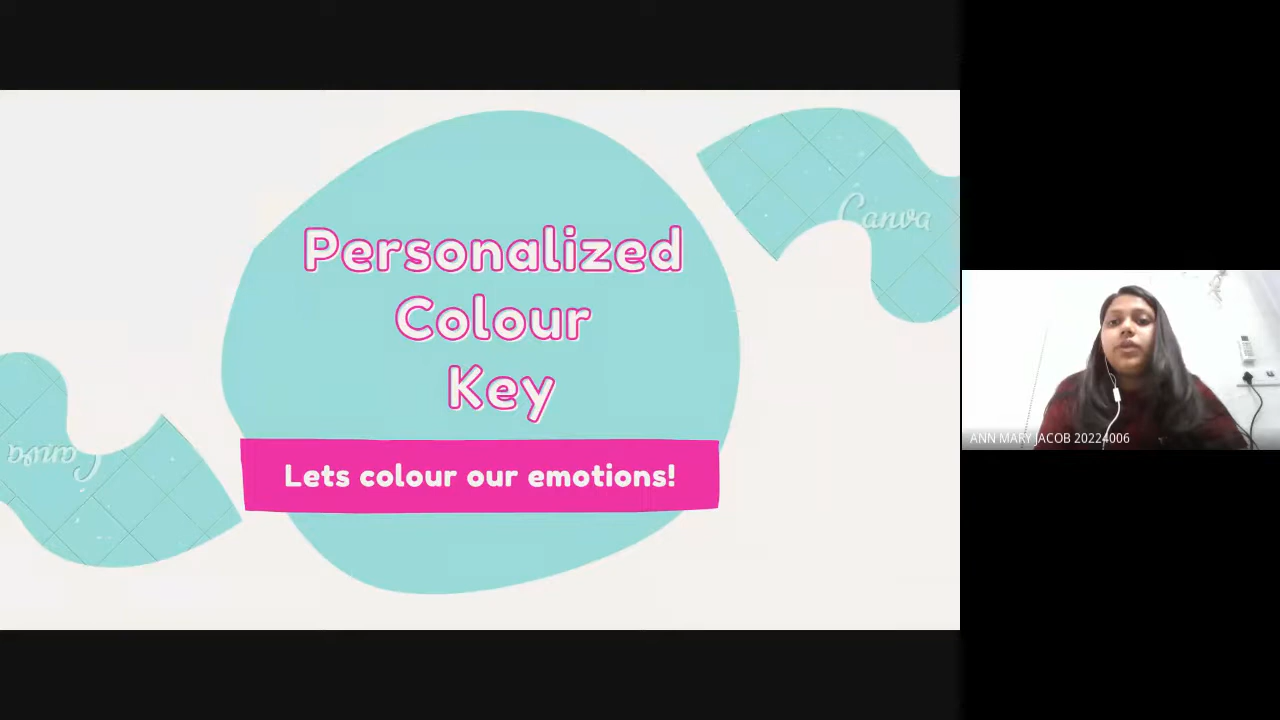 Personalized
Colour
Key
Lets colour our emotions!
Canva
Canva
ANN MARY JACOB 20224006